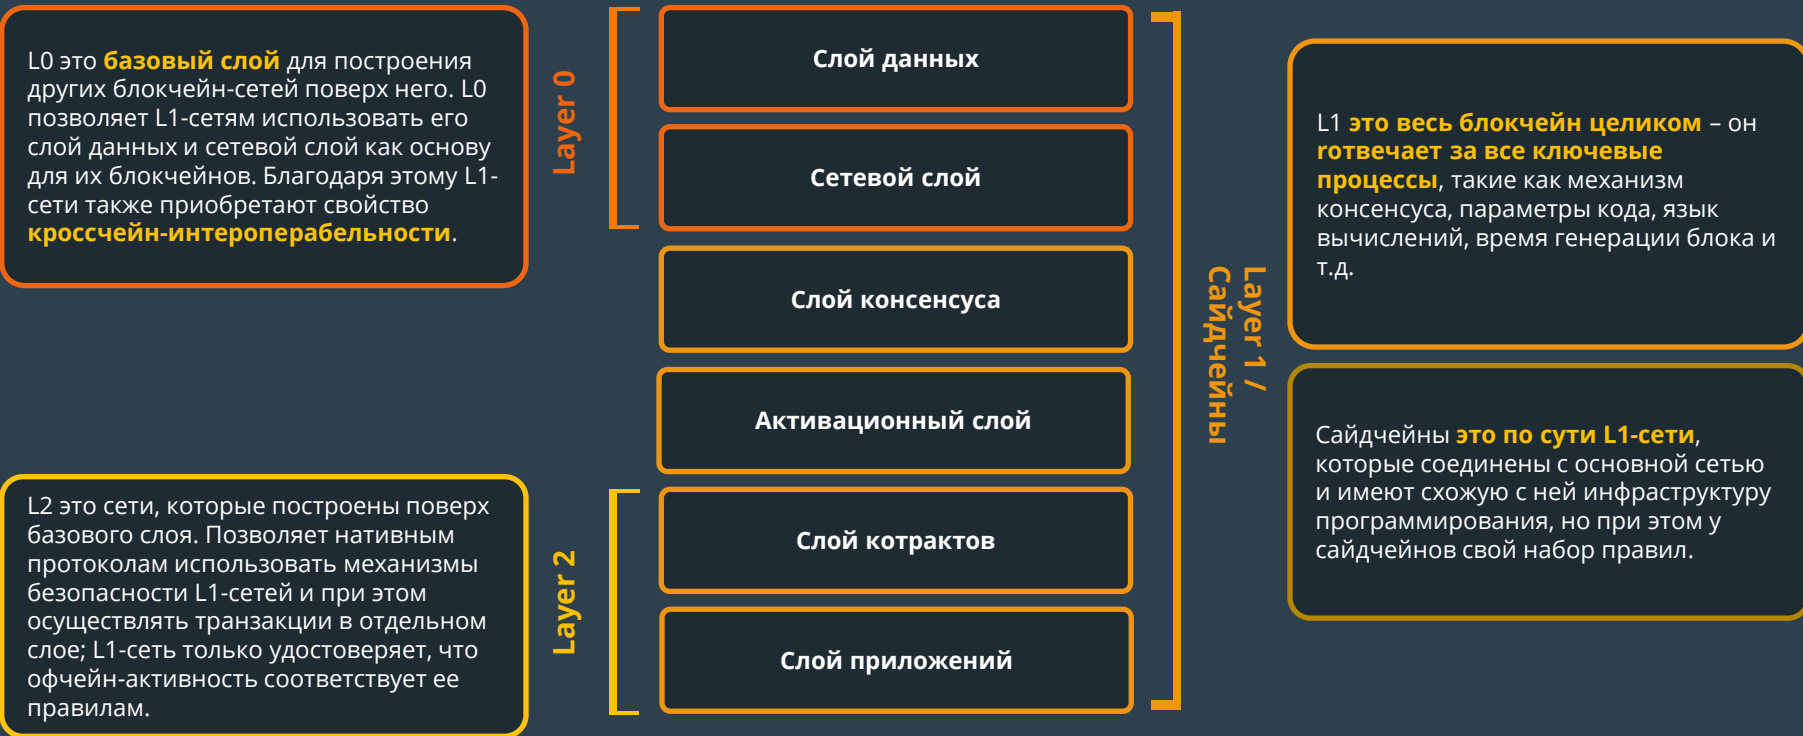 L0 это базовый слой для построения
других блокчейн-сетей поверх него. L0
позволяет L1-сетям использовать его
слой данных и сетевой слой как основу
для их блокчейнов. Благодаря этому L1-
сети также приобретают свойство
кроссчейн-интероперабельности.
Layer 0
Слой данных
Сетевой слой
Слой консенсуса
Активационный слой
Слой котрактов
Слой приложений
L2 это сети, которые построены поверх
базового слоя. Позволяет нативным
протоколам использовать механизмы
безопасности L1-сетей и при этом
осуществлять транзакции в отдельном
слое; L1-сеть только удостоверяет, что
офчейн-активность соответствует ее
правилам.
Layer 2
Layer 1 /
Сайдчейнны
L1 это весь блокчейн целиком – он
rотвечает за все ключевые
процессы, такие как механизм
консенсуса, параметры кода, язык
вычислений, время генерации блока и
т.д.
Сайдчейны это по сути L1-сети,
которые соединены с основной сетью
и имеют схожую с ней инфраструктуру
программирования, но при этом у
сайдчейнов свой набор правил.